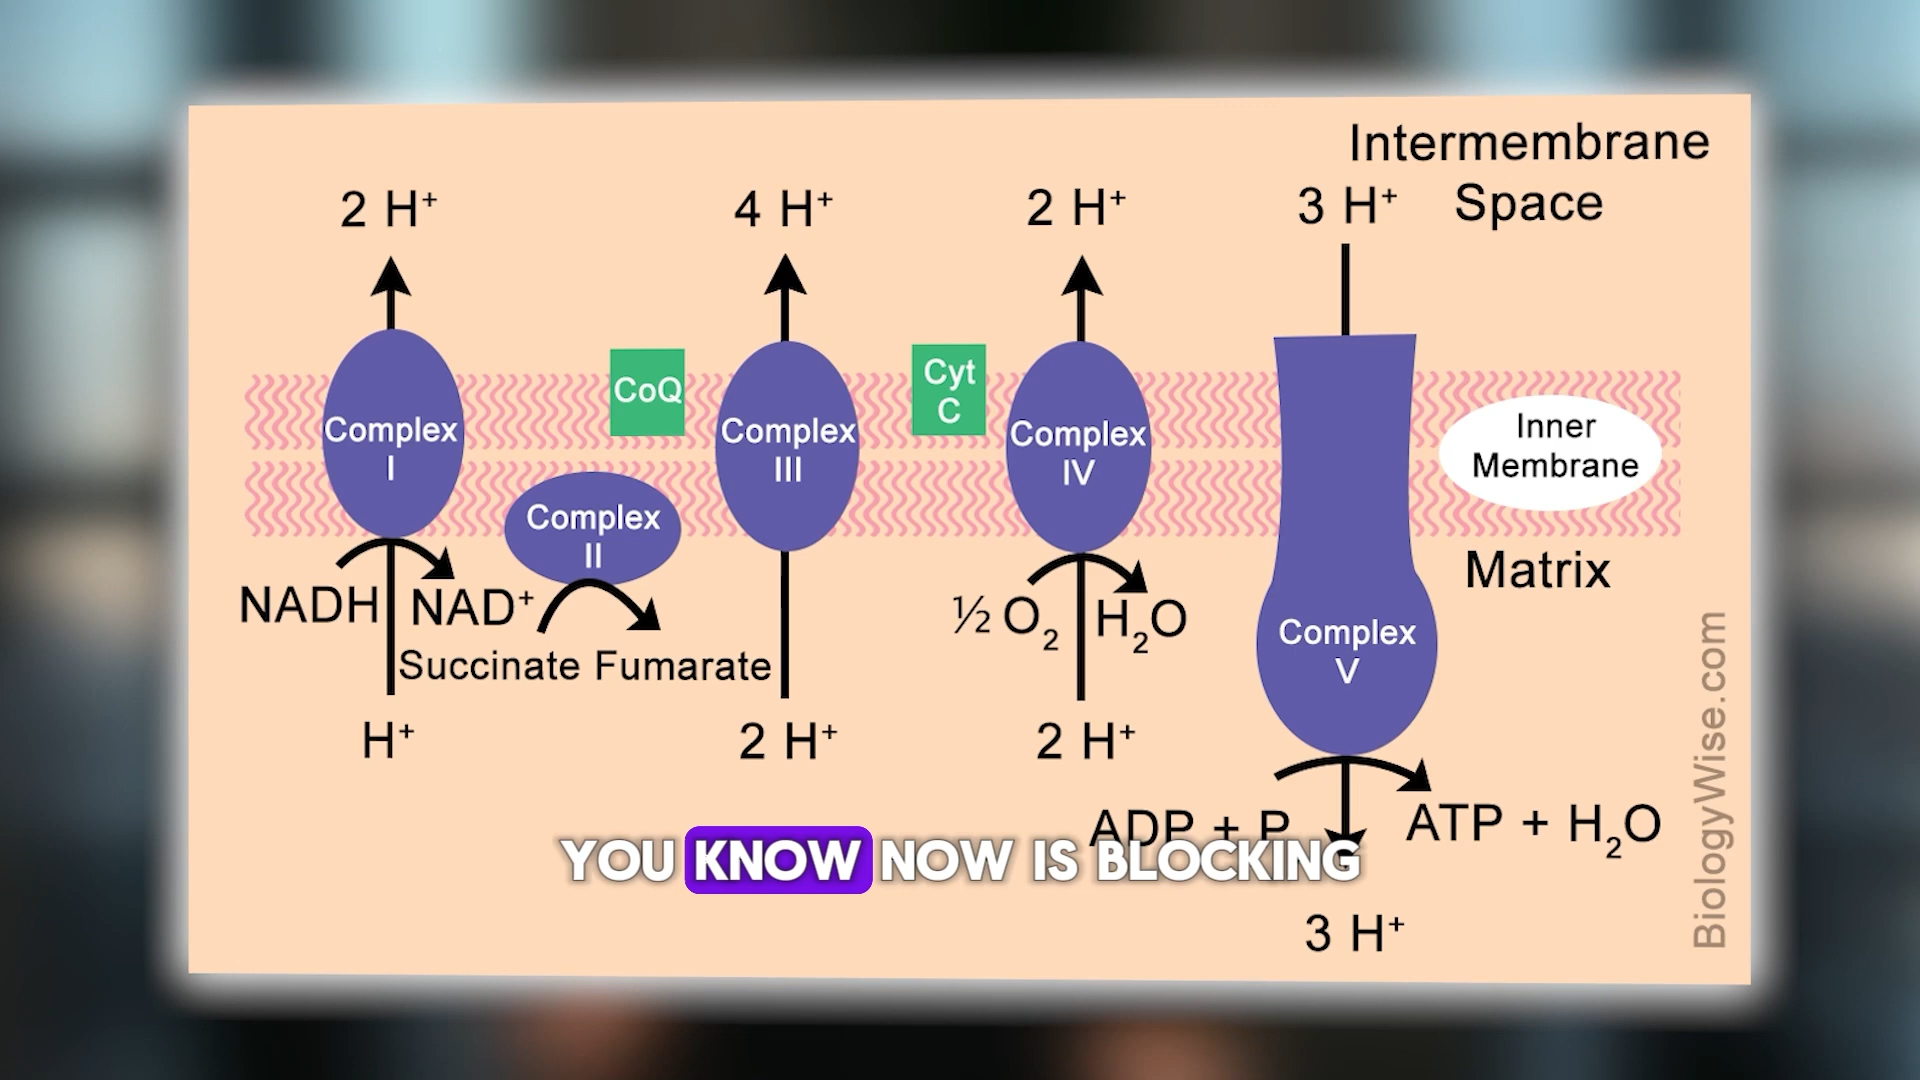 Intermembrane
Space
2 H⁺
4 H⁺
2 H⁺
3 H⁺
CoQ
Cyt
C
Complex
I
Complex
II
Complex
III
Complex
IV
Inner
Membrane
Matrix
NADH
NAD⁺
Succinate Fumarate
½ O₂
H₂O
Complex
V
H⁺
2 H⁺
2 H⁺
ADP + P
ATP + H₂O
YOU KNOW NOW IS BLOCKING
3 H⁺
BiologyWise.com